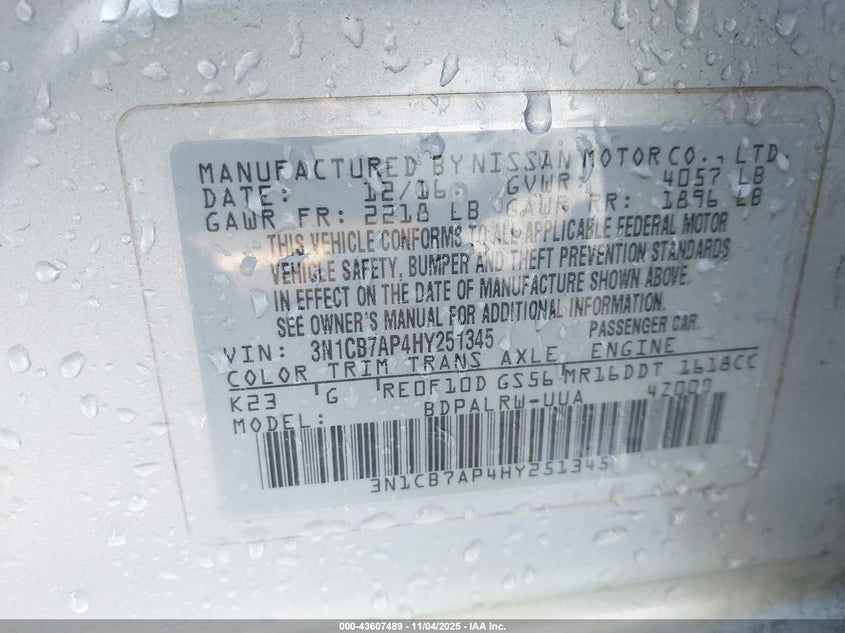 MANUFACTURED BY NISSAN MOTOR CO., LTD
DATE: 12/16 GVWR 4057 LB
GAWR FR: 2218 LB GAWR RR: 1896 LB
THIS VEHICLE CONFORMS TO ALL APPLICABLE FEDERAL MOTOR
VEHICLE SAFETY, BUMPER AND THEFT PREVENTION STANDARDS
IN EFFECT ON THE DATE OF MANUFACTURE SHOWN ABOVE.
SEE OWNER'S MANUAL FOR ADDITIONAL INFORMATION.
VIN: 3N1CB7AP4HY251345 PASSENGER CAR.
COLOR TRIM TRANS AXLE, ENGINE
K23 G RE0F10D GS56 MR16DDT 1618CC
MODEL: BDPALRW-UUA 4Z000
3N1CB7AP4HY251345
000-43607489 - 11/04/2025 - IAA Inc.